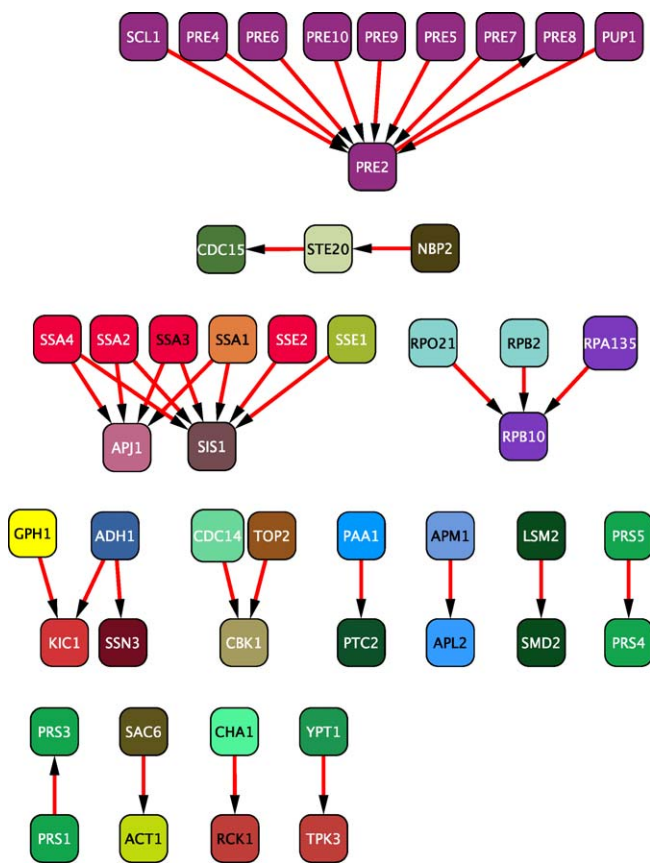 SCL1 PRE4 PRE6 PRE10 PRE9 PRE5 PRE7 PRE8 PUP1
PRE2
CDC15 STE20 NBP2
SSA4 SSA2 SSA3 SSA1 SSE2 SSE1 RPO21 RPB2 RPA135
APJ1 SIS1 RPB10
GPH1 ADH1 CDC14 TOP2 PAA1 APM1 LSM2 PRS5
KIC1 SSN3 CBK1 PTC2 APL2 SMD2 PRS4
PRS3 SAC6 CHA1 YPT1
PRS1 ACT1 RCK1 TPK3